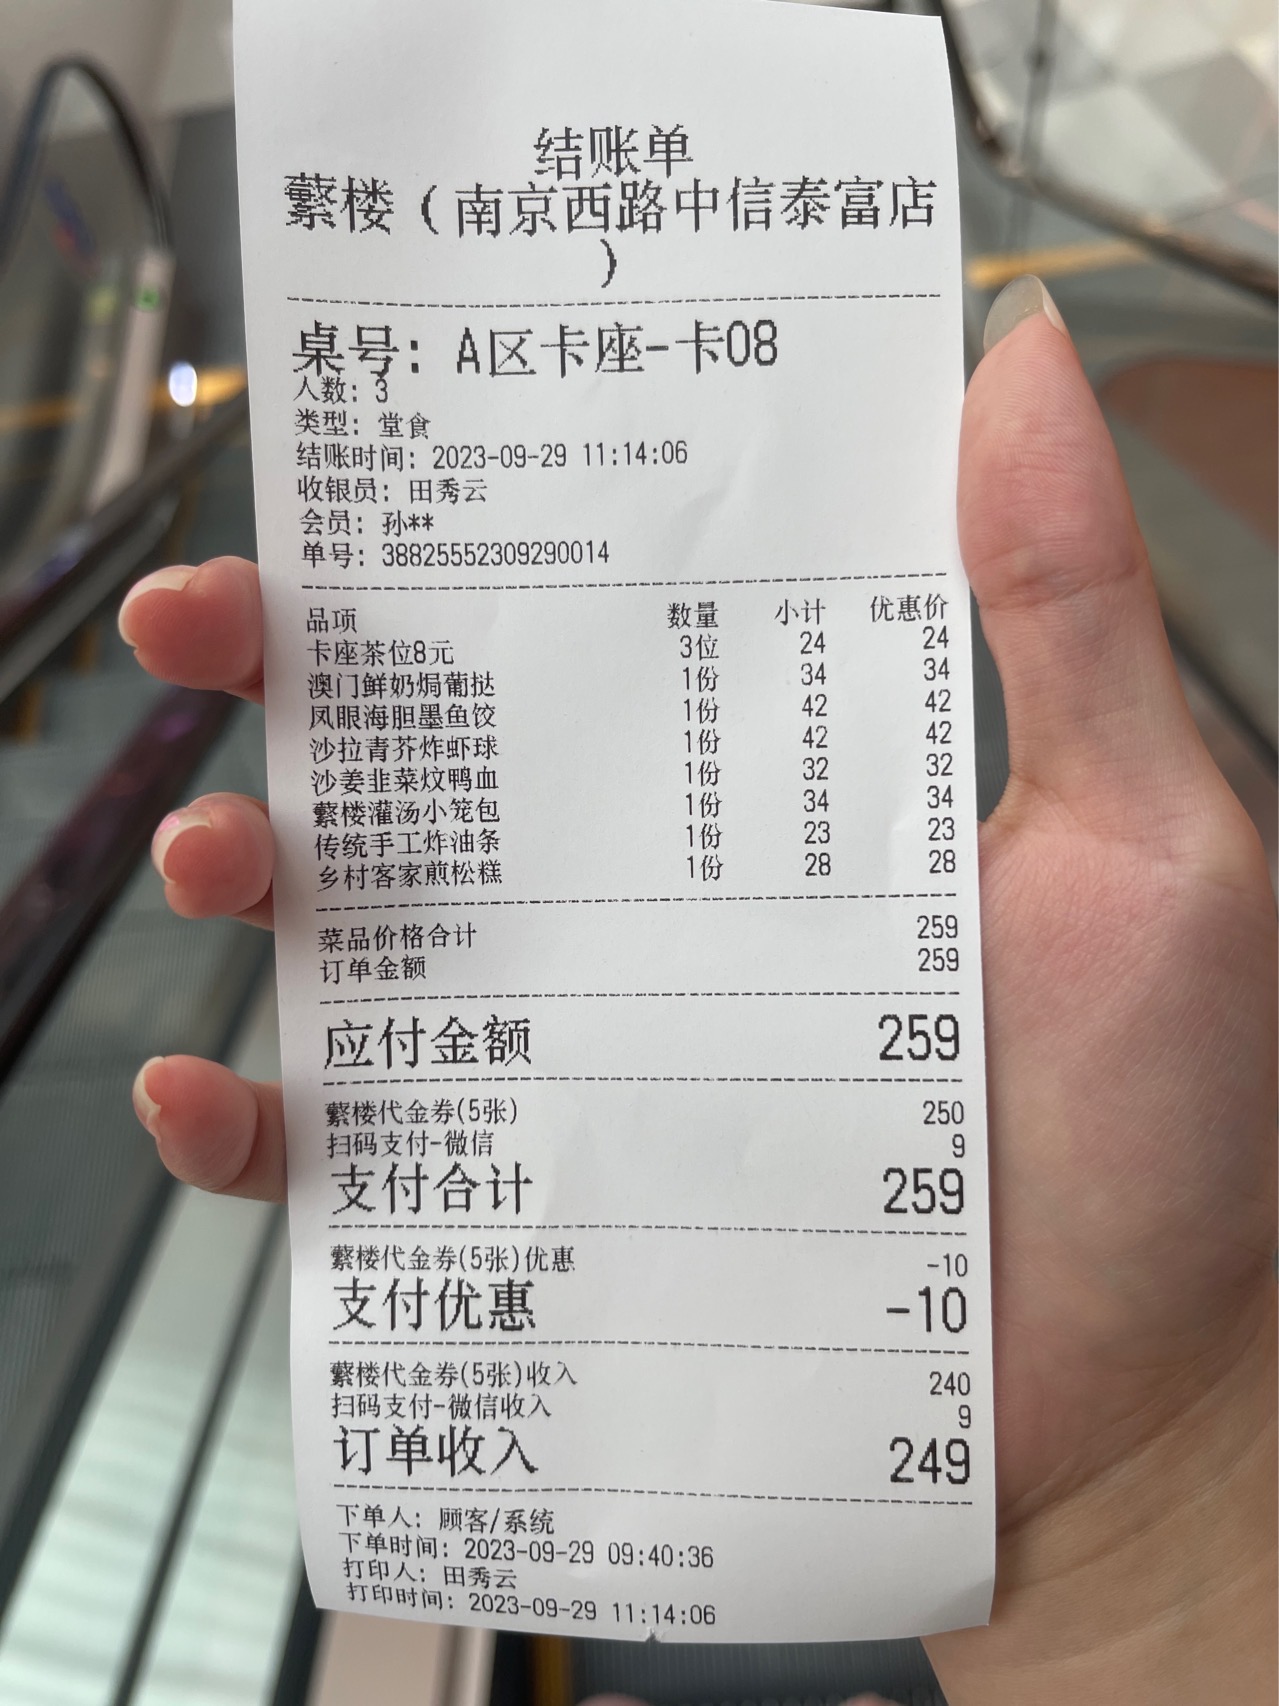 结账单
蘩楼（南京西路中信泰富店
）
桌号：A区卡座-卡08
人数：3
类型：堂食
结账时间：2023-09-29 11:14:06
收银员：田秀云
会员：孙**
单号：38825552309290014
品项 数量 小计 优惠价
卡座茶位8元 3位 24 24
澳门鲜奶焗葡挞 1份 34 34
凤眼海胆墨鱼饺 1份 42 42
沙拉青芥炸虾球 1份 42 42
沙姜韭菜炆鸭血 1份 32 32
蘩楼灌汤小笼包 1份 34 34
传统手工炸油条 1份 23 23
乡村客家煎松糕 1份 28 28
菜品价格合计 259
订单金额 259
应付金额 259
蘩楼代金券(5张) 250
扫码支付-微信 9
支付合计 259
蘩楼代金券(5张)优惠 -10
支付优惠 -10
蘩楼代金券(5张)收入 240
扫码支付-微信收入 9
订单收入 249
下单人：顾客/系统
下单时间：2023-09-29 09:40:36
打印人：田秀云
打印时间：2023-09-29 11:14:06